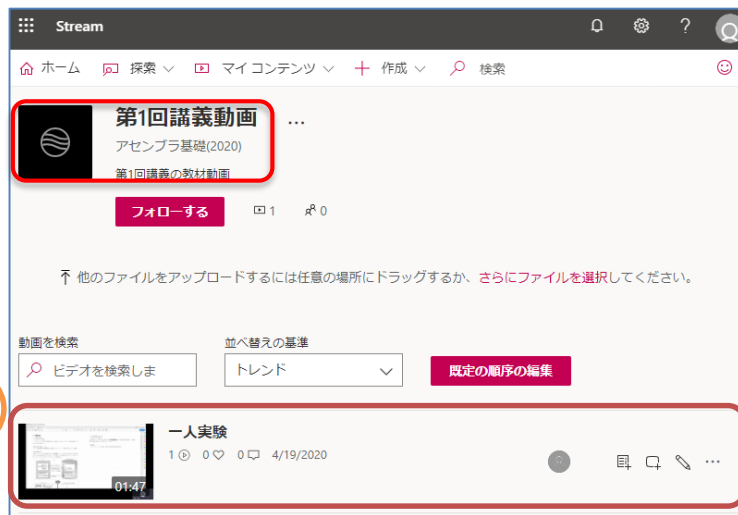 Stream
?
ホーム 探索 マイ コンテンツ 作成 検索
第1回講義動画 ...
アセンブラ基礎(2020)
第1回講義の教材動画
フォローする 1 0
他のファイルをアップロードするには任意の場所にドラッグするか、さらにファイルを選択してください。
動画を検索 並べ替えの基準
ビデオを検索しま トレンド 既定の順序の編集
一人実験
1 0 0 4/19/2020
01:47